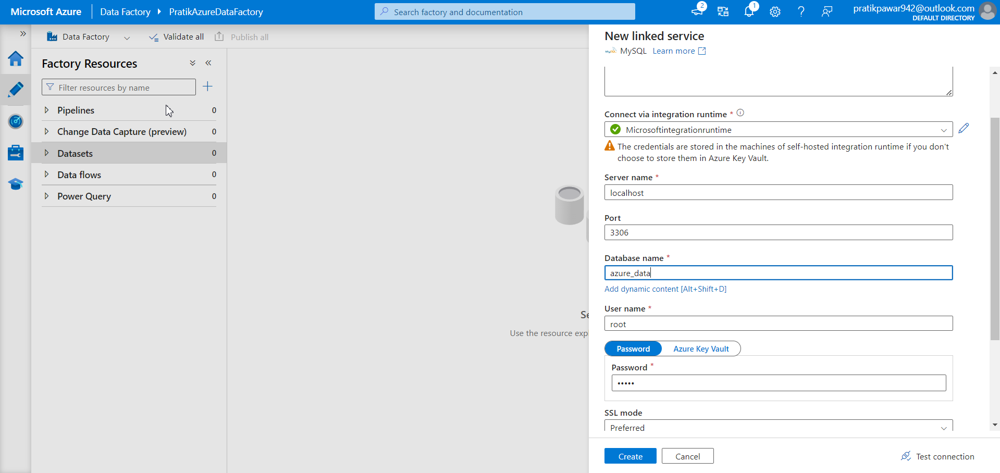 Microsoft Azure
Data Factory
PratikAzureDataFactory
Search factory and documentation
2
1
pratikpawar942@outlook.com
DEFAULT DIRECTORY
Data Factory
Validate all
Publish all
Factory Resources
Filter resources by name
Pipelines 0
Change Data Capture (preview) 0
Datasets 0
Data flows 0
Power Query 0
Se
Use the resource exp
New linked service
MySQL MySQL Learn more
Connect via integration runtime *
Microsoftintegrationruntime
The credentials are stored in the machines of self-hosted integration runtime if you don't
choose to store them in Azure Key Vault.
Server name *
localhost
Port
3306
Database name *
azure_data
Add dynamic content [Alt+Shift+D]
User name *
root
Password
Azure Key Vault
Password *
•••••
SSL mode
Preferred
Create
Cancel
Test connection